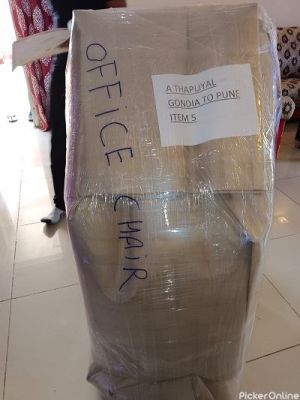 OFFICE CHAIR
A.THAPLIYAL
GONDIA TO PUNE
ITEM 5
PickerOnline